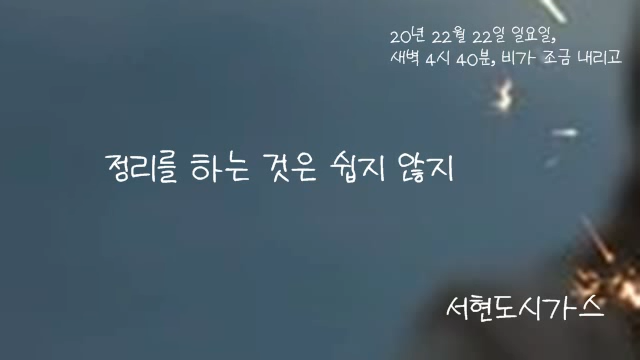 20년 22월 22일 일요일,
새벽 4시 40분, 비가 조금 내리고
정리를 하는 것은 쉽지 않지
서현도시가스